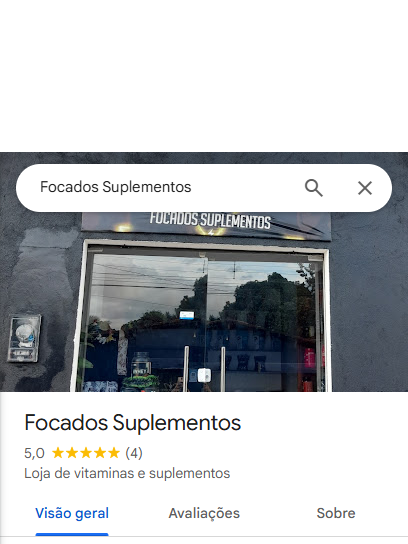 Focados Suplementos
FOCADOS SUPLEMENTOS
Focados Suplementos
5,0 (4)
Loja de vitaminas e suplementos
Visão geral
Avaliações
Sobre